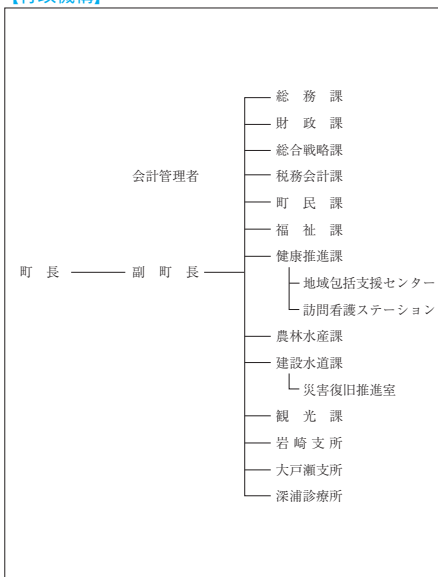 総務課
財政課
総合戦略課
会計管理者
税務会計課
町民課
福祉課
健康推進課
町長
副町長
地域包括支援センター
訪問看護ステーション
農林水産課
建設水道課
災害復旧推進室
観光課
岩崎支所
大戸瀬支所
深浦診療所